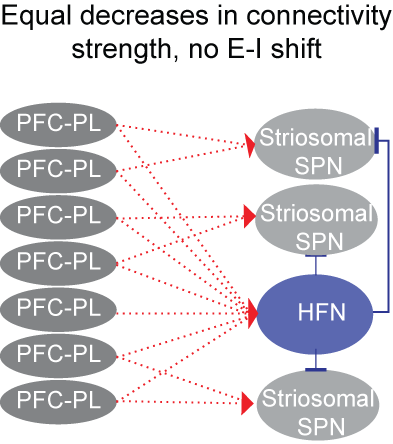 Equal decreases in connectivity
strength, no E-I shift
PFC-PL
PFC-PL
PFC-PL
PFC-PL
PFC-PL
PFC-PL
PFC-PL
Striosomal
SPN
Striosomal
SPN
HFN
Striosomal
SPN